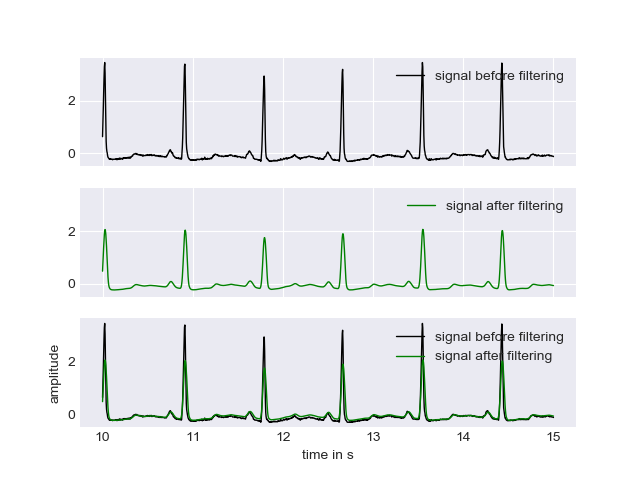 2
0
signal before filtering
2
0
signal after filtering
amplitude
2
0
signal before filtering
signal after filtering
10 11 12 13 14 15
time in s